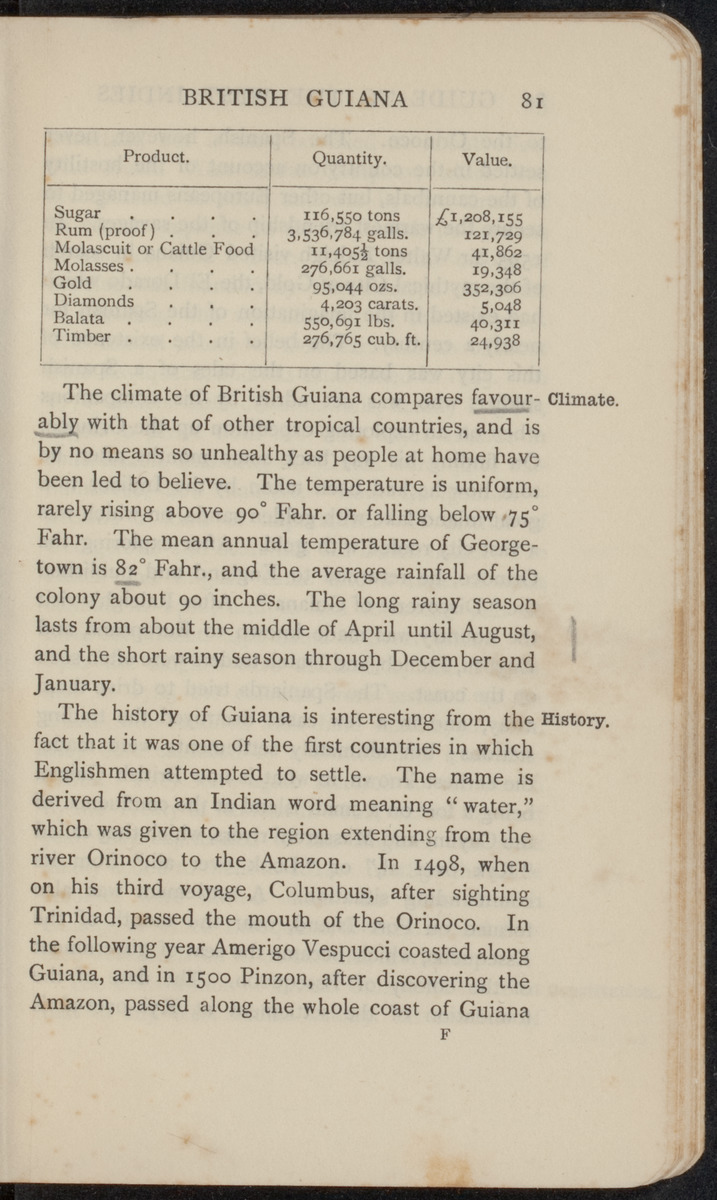 BRITISH GUIANA 81
Product. Quantity. Value.
Sugar . . . . 116,550 tons £1,208,155
Rum (proof) . . . 3,536,784 galls. 121,729
Molascuit or Cattle Food 11,405½ tons 41,862
Molasses . . . . 276,661 galls. 19,348
Gold . . . . 95,044 ozs. 352,306
Diamonds . . . 4,203 carats. 5,048
Balata . . . . 550,691 lbs. 40,311
Timber . . . . 276,765 cub. ft. 24,938
The climate of British Guiana compares favour- Climate.
ably with that of other tropical countries, and is
by no means so unhealthy as people at home have
been led to believe. The temperature is uniform,
rarely rising above 90° Fahr. or falling below 75°
Fahr. The mean annual temperature of George-
town is 82° Fahr., and the average rainfall of the
colony about 90 inches. The long rainy season
lasts from about the middle of April until August,
and the short rainy season through December and
January.
The history of Guiana is interesting from the History.
fact that it was one of the first countries in which
Englishmen attempted to settle. The name is
derived from an Indian word meaning “ water,”
which was given to the region extending from the
river Orinoco to the Amazon. In 1498, when
on his third voyage, Columbus, after sighting
Trinidad, passed the mouth of the Orinoco. In
the following year Amerigo Vespucci coasted along
Guiana, and in 1500 Pinzon, after discovering the
Amazon, passed along the whole coast of Guiana
F